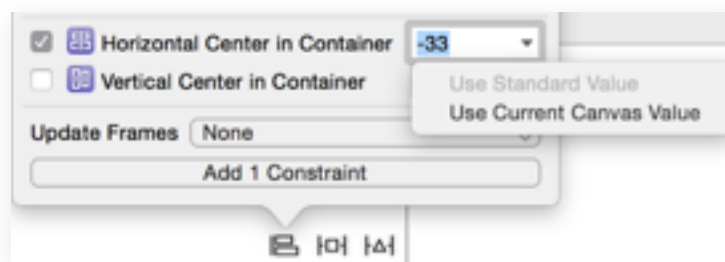 Horizontal Center in Container -33
Vertical Center in Container
Use Standard Value
Use Current Canvas Value
Update Frames None
Add 1 Constraint